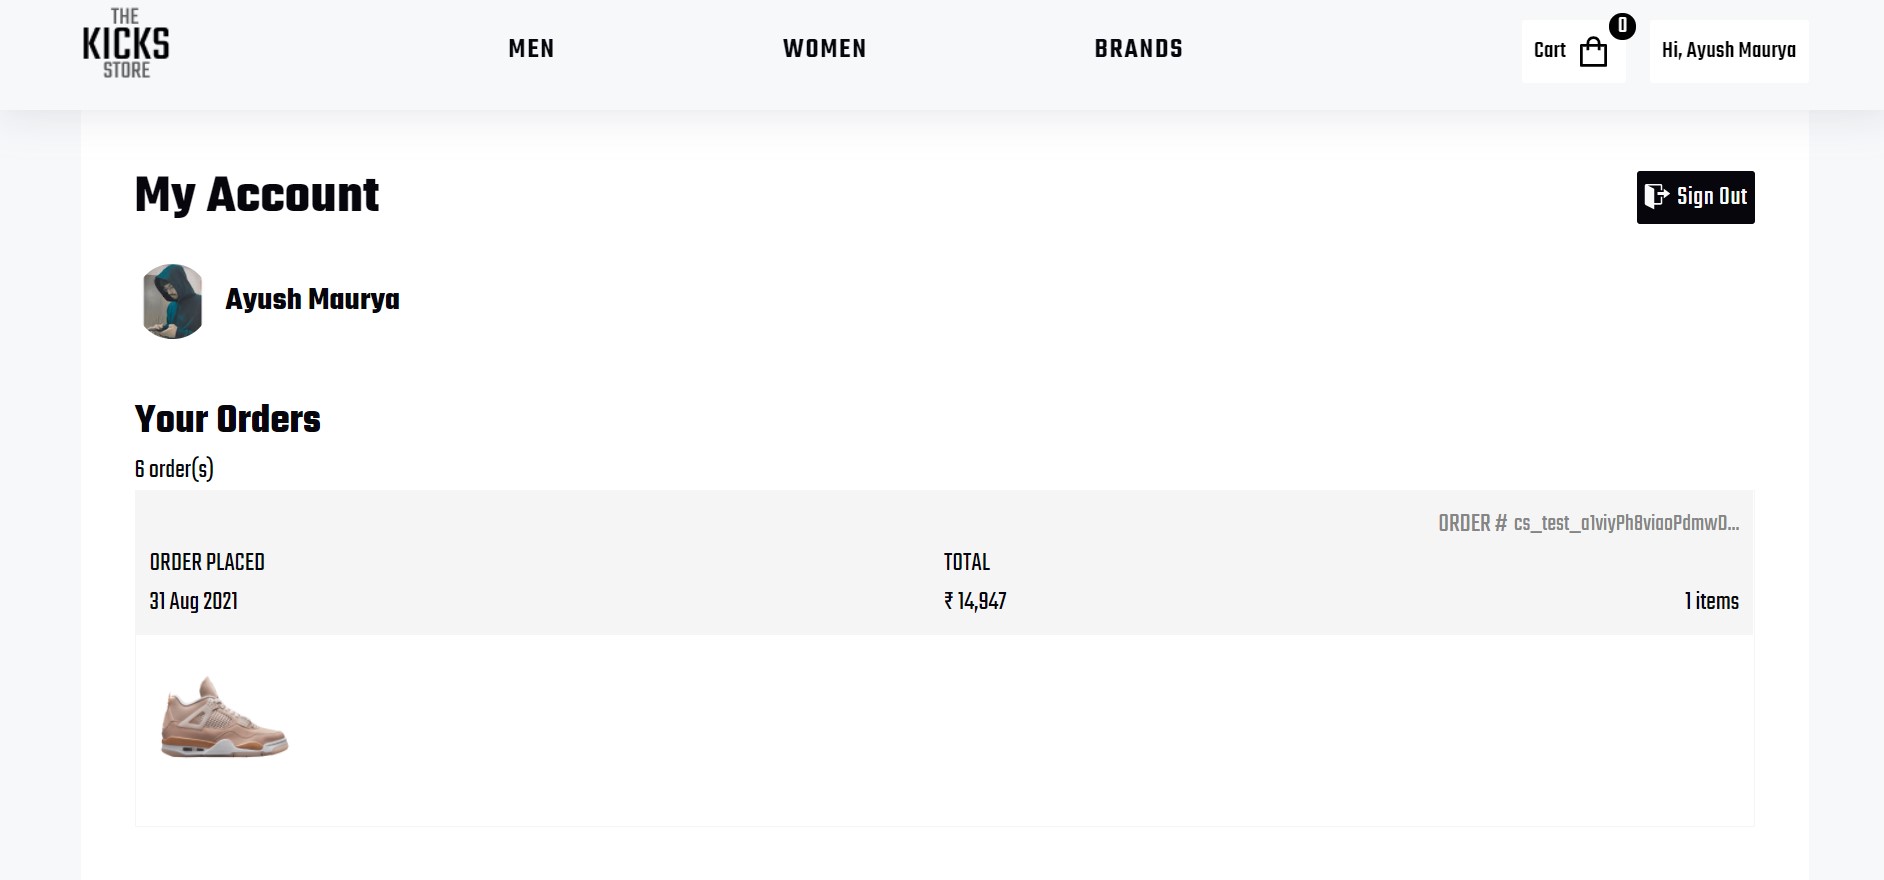 THE
KICKS
STORE
MEN
WOMEN
BRANDS
Cart
0
Hi, Ayush Maurya
My Account
Sign Out
Ayush Maurya
Your Orders
6 order(s)
ORDER # cs_test_a1viyPh8viaoPdmwD...
ORDER PLACED
TOTAL
31 Aug 2021
₹ 14,947
1 items